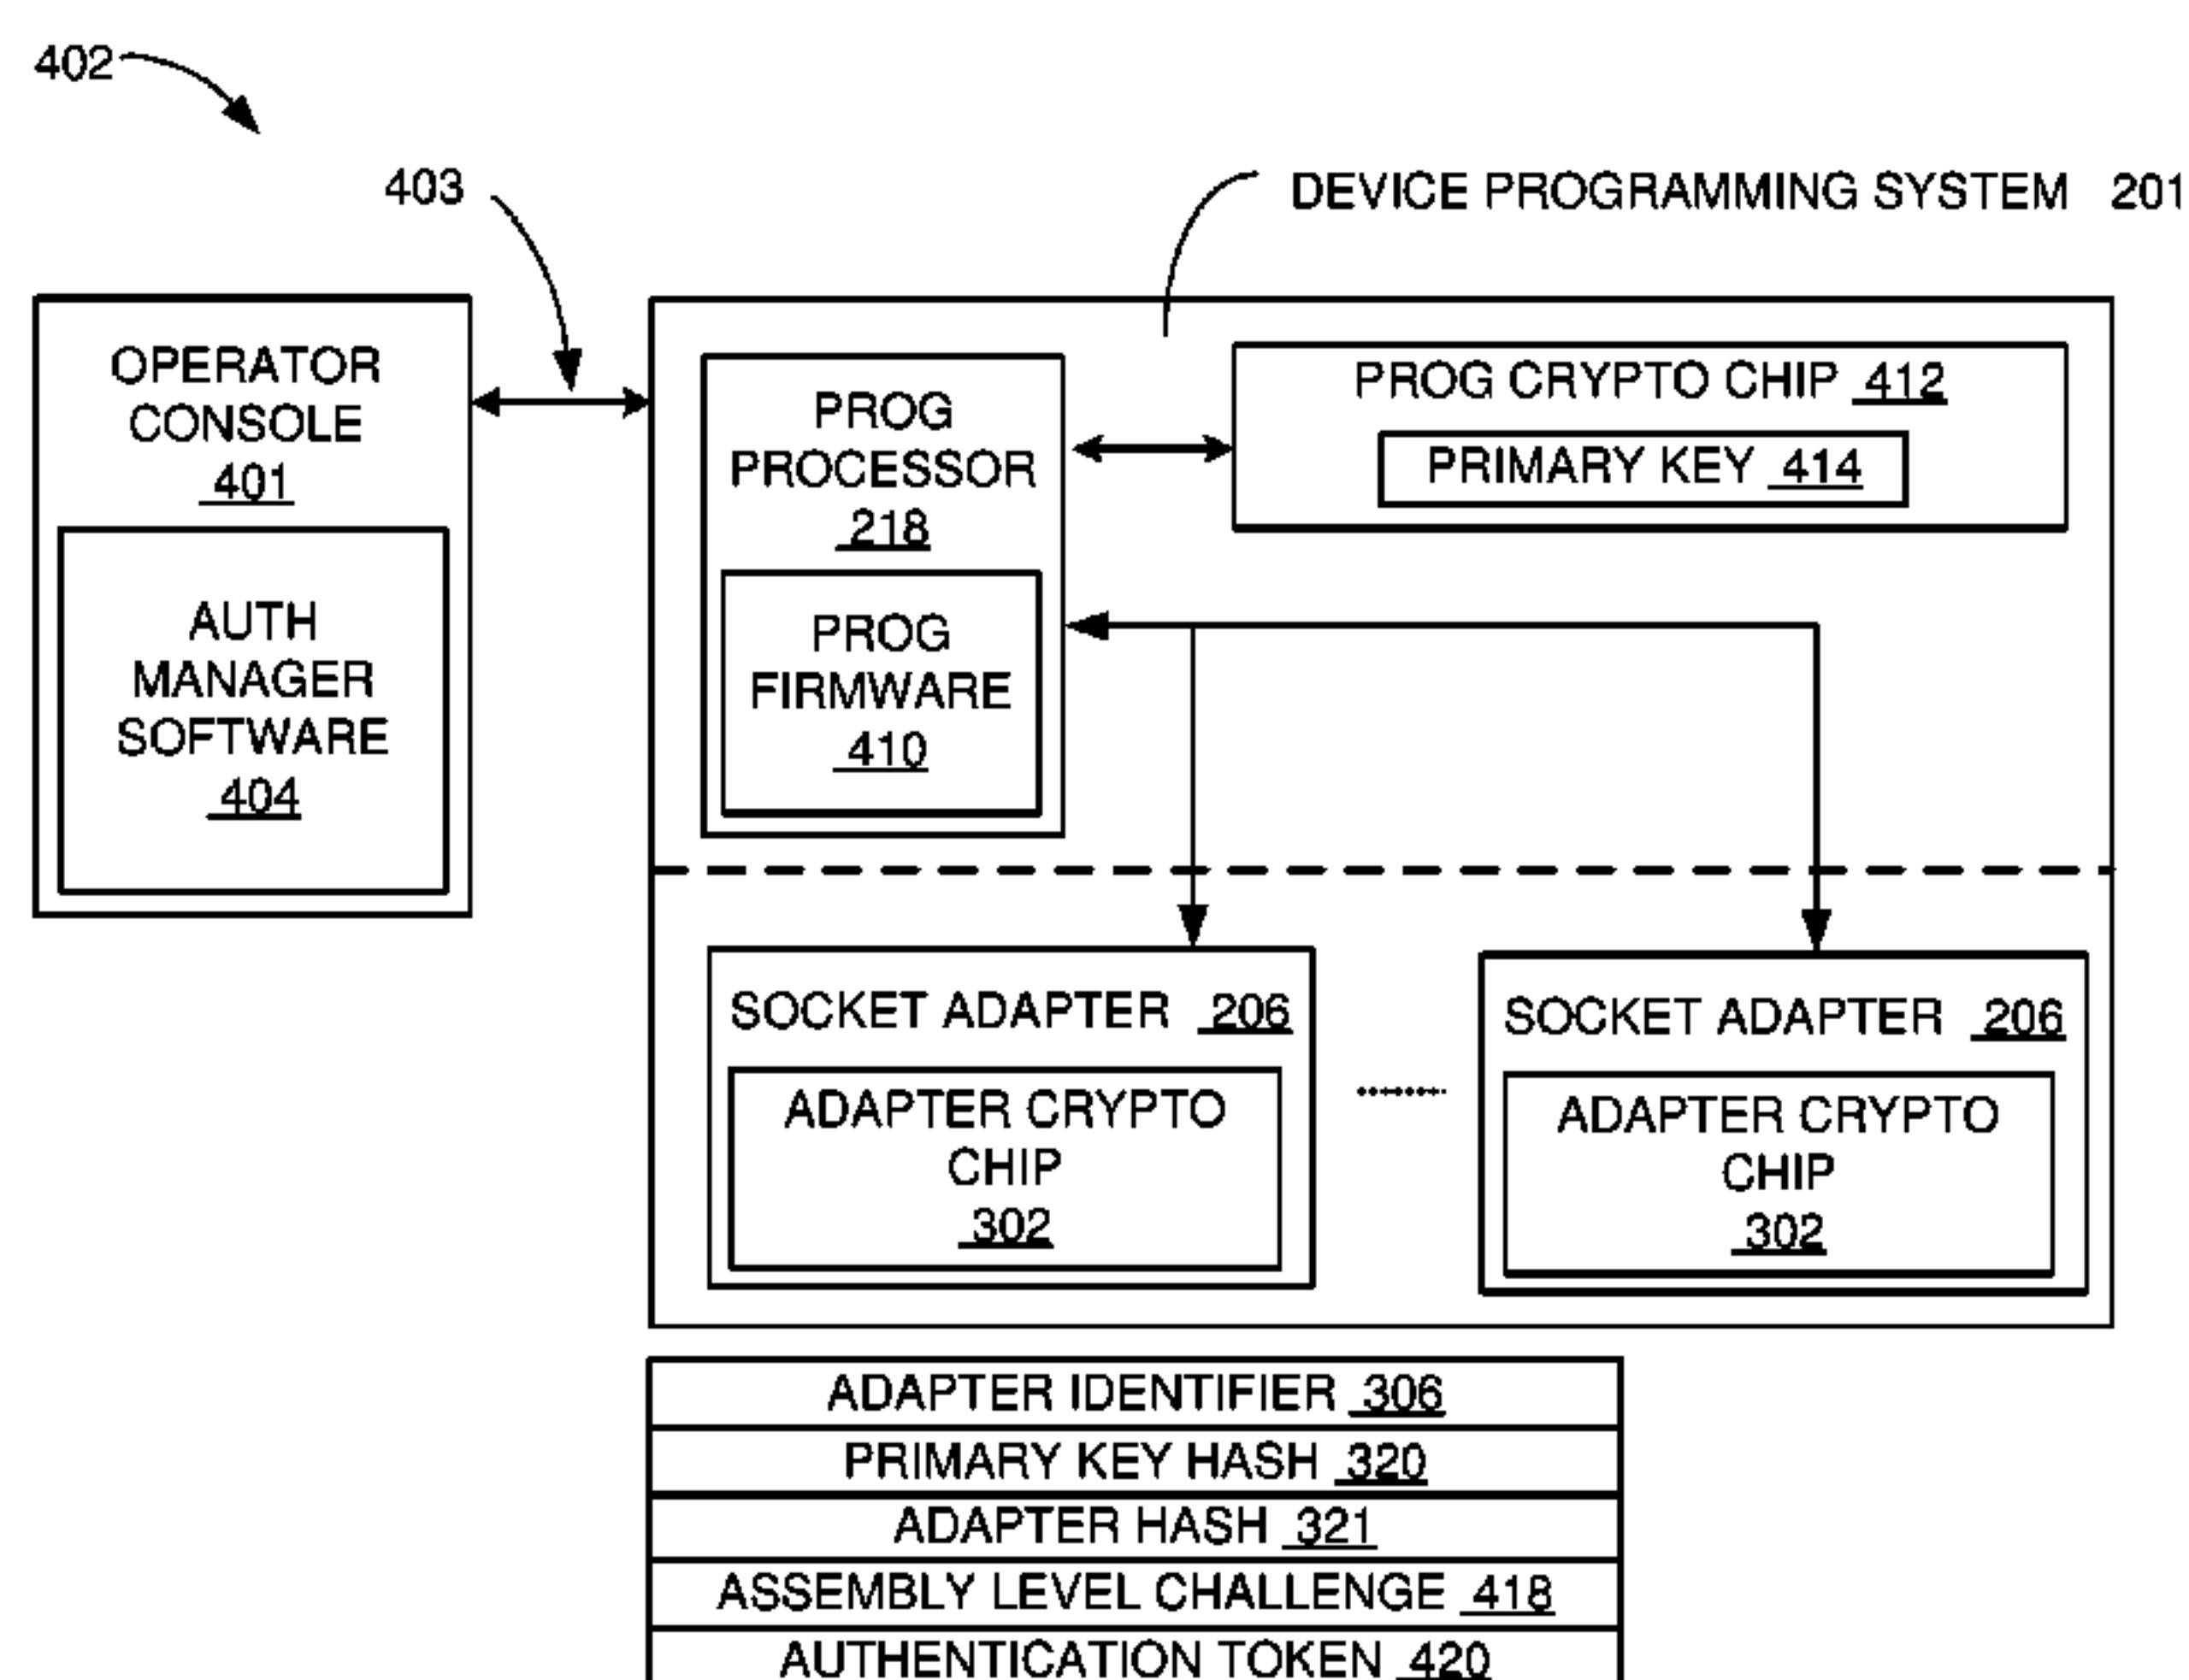 402
403
DEVICE PROGRAMMING SYSTEM 201
OPERATOR
CONSOLE
401
AUTH
MANAGER
SOFTWARE
404
PROG
PROCESSOR
218
PROG
FIRMWARE
410
PROG CRYPTO CHIP 412
PRIMARY KEY 414
SOCKET ADAPTER 206
ADAPTER CRYPTO
CHIP
302
SOCKET ADAPTER 206
ADAPTER CRYPTO
CHIP
302
ADAPTER IDENTIFIER 306
PRIMARY KEY HASH 320
ADAPTER HASH 321
ASSEMBLY LEVEL CHALLENGE 418
AUTHENTICATION TOKEN 420